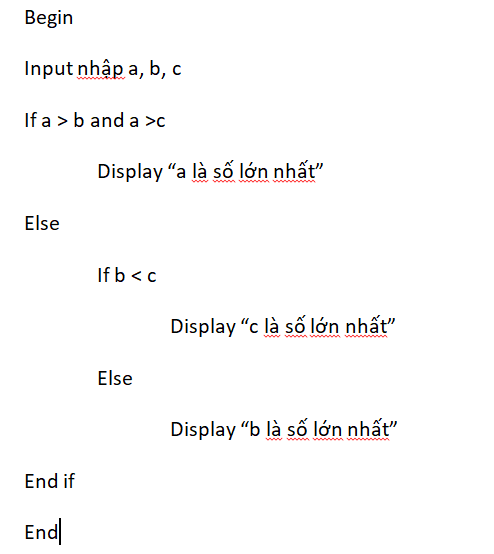 Begin
Input nhập a, b, c
If a > b and a >c
Display “a là số lớn nhất”
Else
If b < c
Display “c là số lớn nhất”
Else
Display “b là số lớn nhất”
End if
End